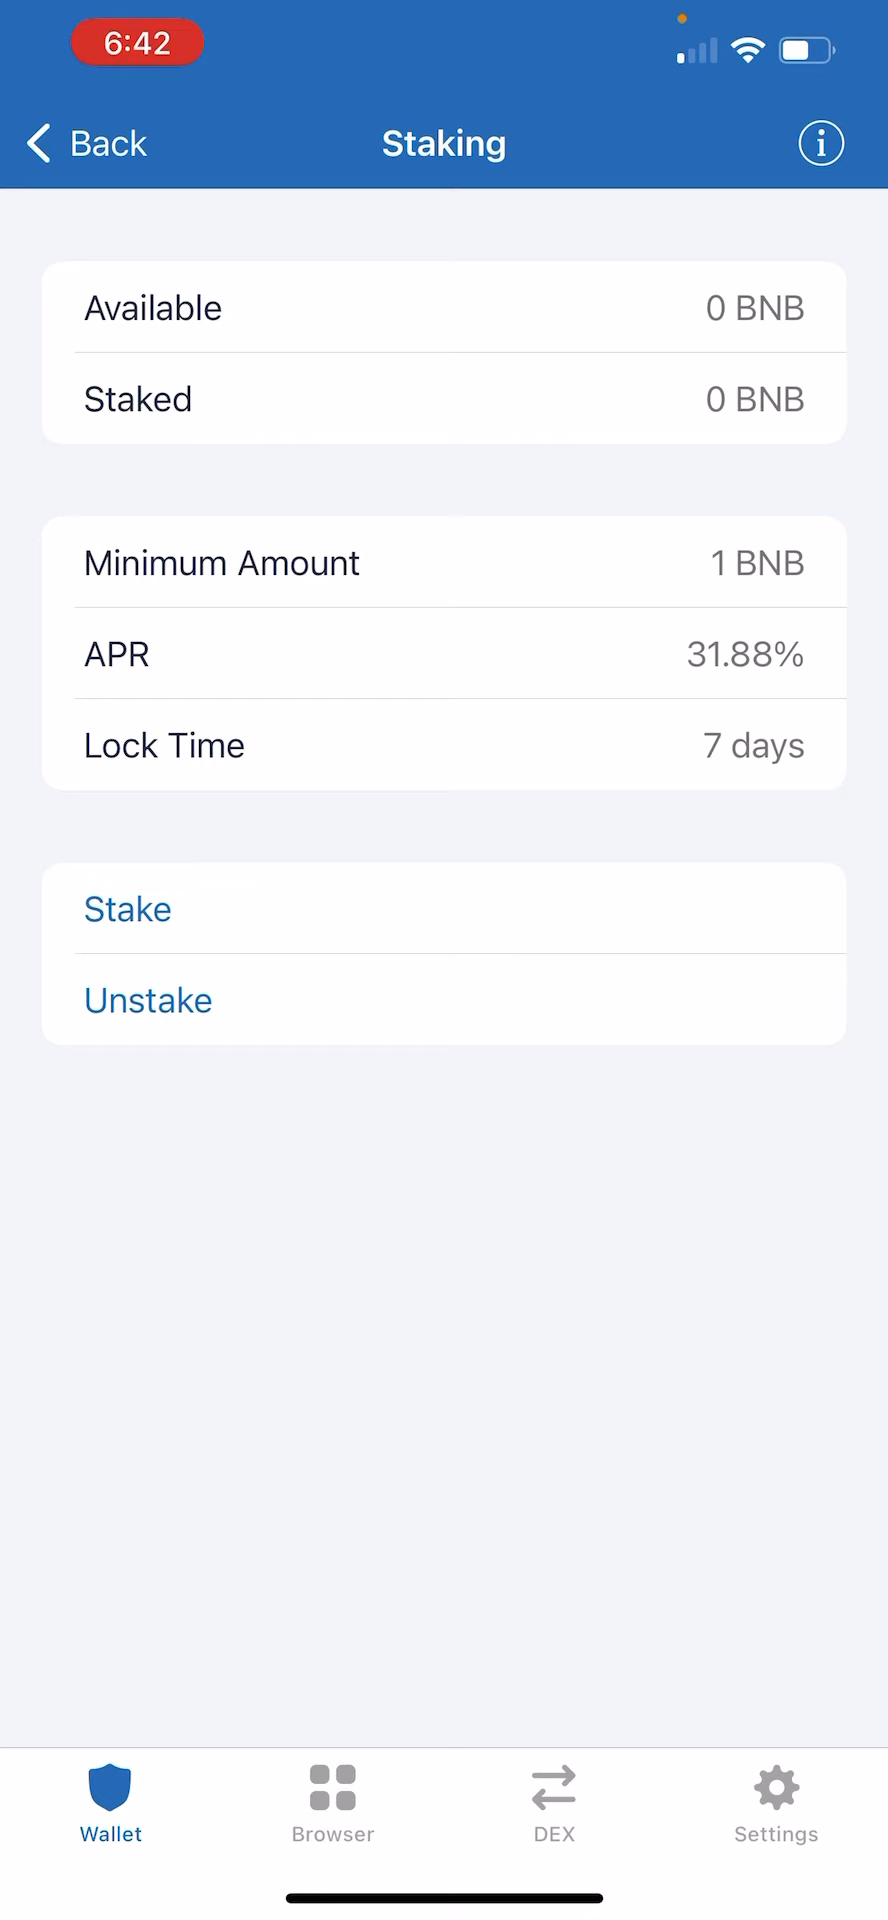 6:42
Back
Staking
Available 0 BNB
Staked 0 BNB
Minimum Amount 1 BNB
APR 31.88%
Lock Time 7 days
Stake
Unstake
Wallet Browser DEX Settings